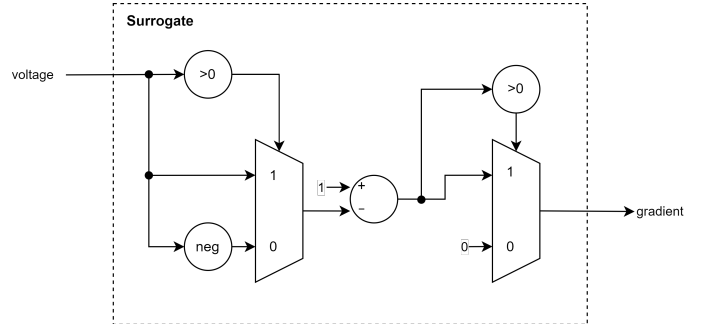 Surrogate
voltage
>0
>0
1
1
1
+
−
gradient
neg
0
0
0